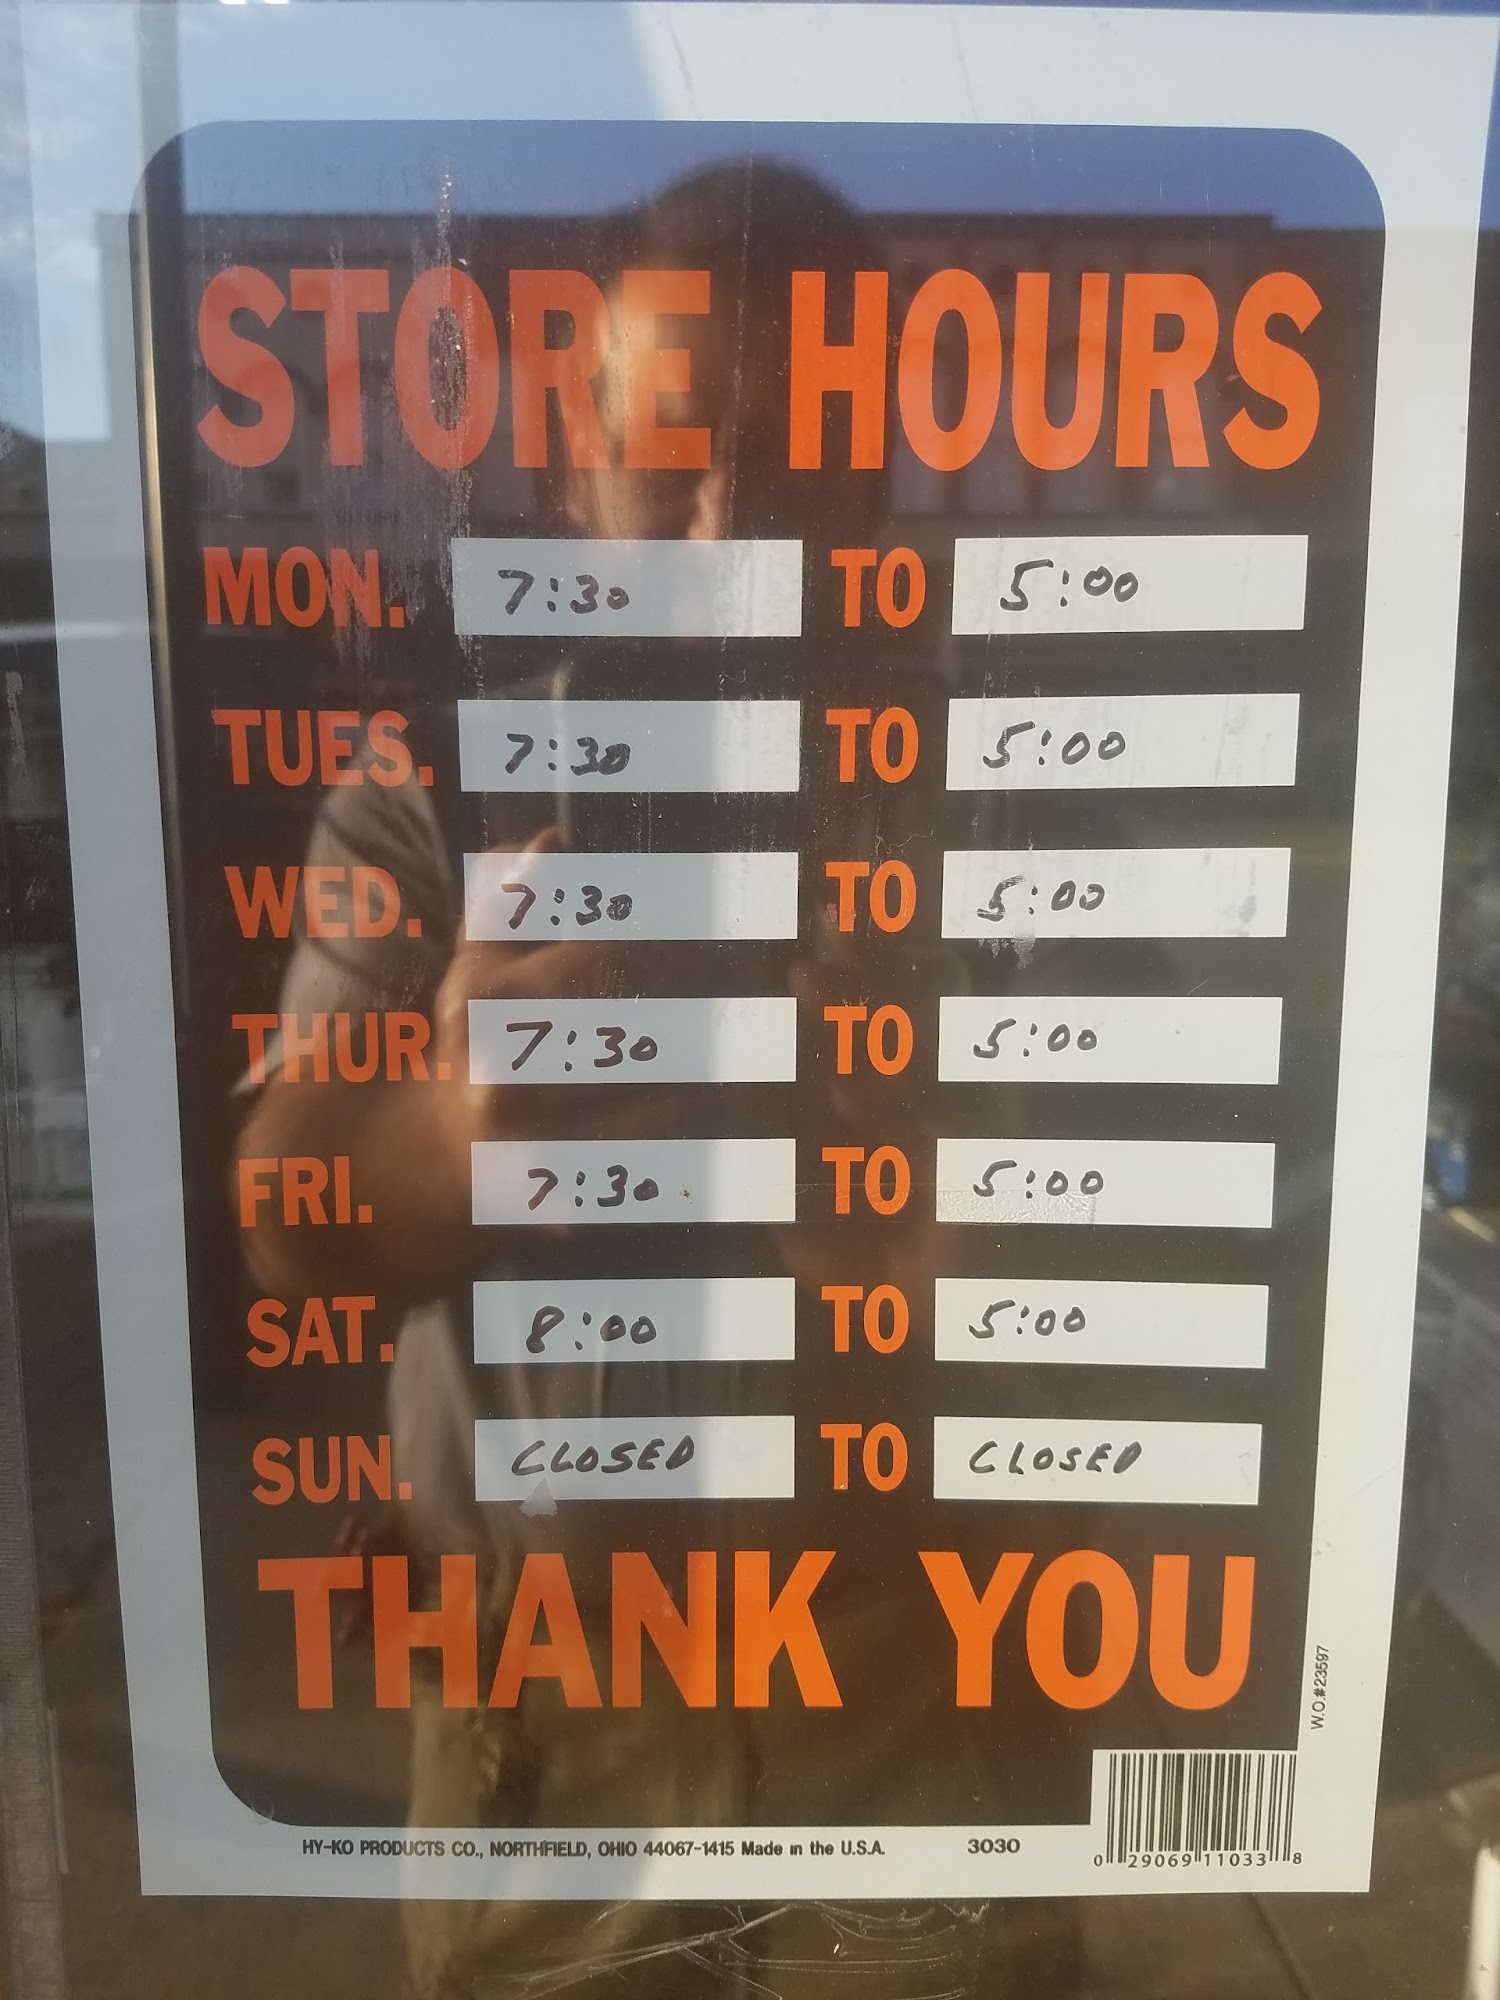 STORE HOURS
MON. 7:30 TO 5:00
TUES. 7:30 TO 5:00
WED. 7:30 TO 5:00
THUR. 7:30 TO 5:00
FRI. 7:30 TO 5:00
SAT. 8:00 TO 5:00
SUN. CLOSED TO CLOSED
THANK YOU
W.O.#23597
HY-KO PRODUCTS CO., NORTHFIELD, OHIO 44067-1415 Made in the U.S.A. 3030
0 29069 11033 8